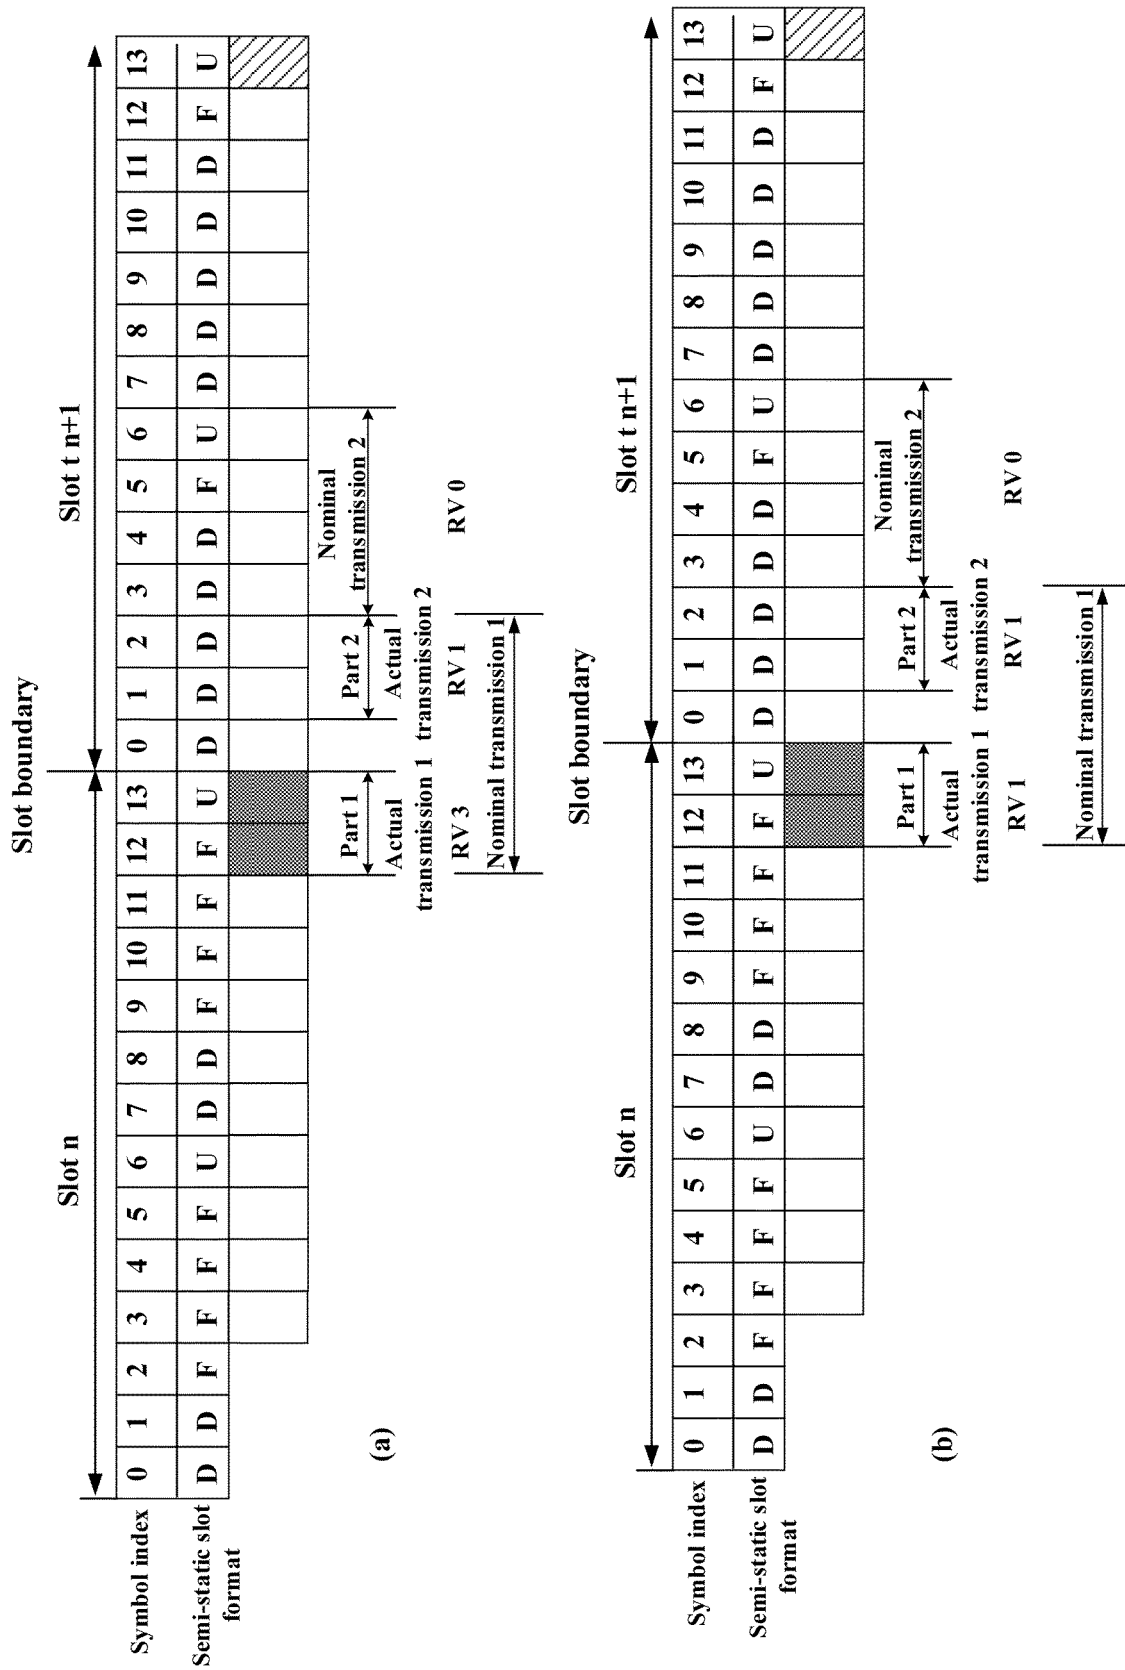 Slot boundary
Slot n
Slot t n+1
Symbol index 0 1 2 3 4 5 6 7 8 9 10 11 12 13 0 1 2 3 4 5 6 7 8 9 10 11 12 13
Semi-static slot D D F F F F U D D F F F F U D D D D D F U D D D D D F U
format
Nominal
transmission 2
Part 1
Part 2
Actual
transmission 1
Actual
transmission 2
RV 3
RV 1
RV 0
Nominal transmission 1
(a)
Slot boundary
Slot n
Slot t n+1
Symbol index 0 1 2 3 4 5 6 7 8 9 10 11 12 13 0 1 2 3 4 5 6 7 8 9 10 11 12 13
Semi-static slot D D F F F F U D D F F F F U D D D D D F U D D D D D F U
format
Nominal
transmission 2
Part 1
Part 2
Actual
transmission 1
Actual
transmission 2
RV 1
RV 1
RV 0
Nominal transmission 1
(b)